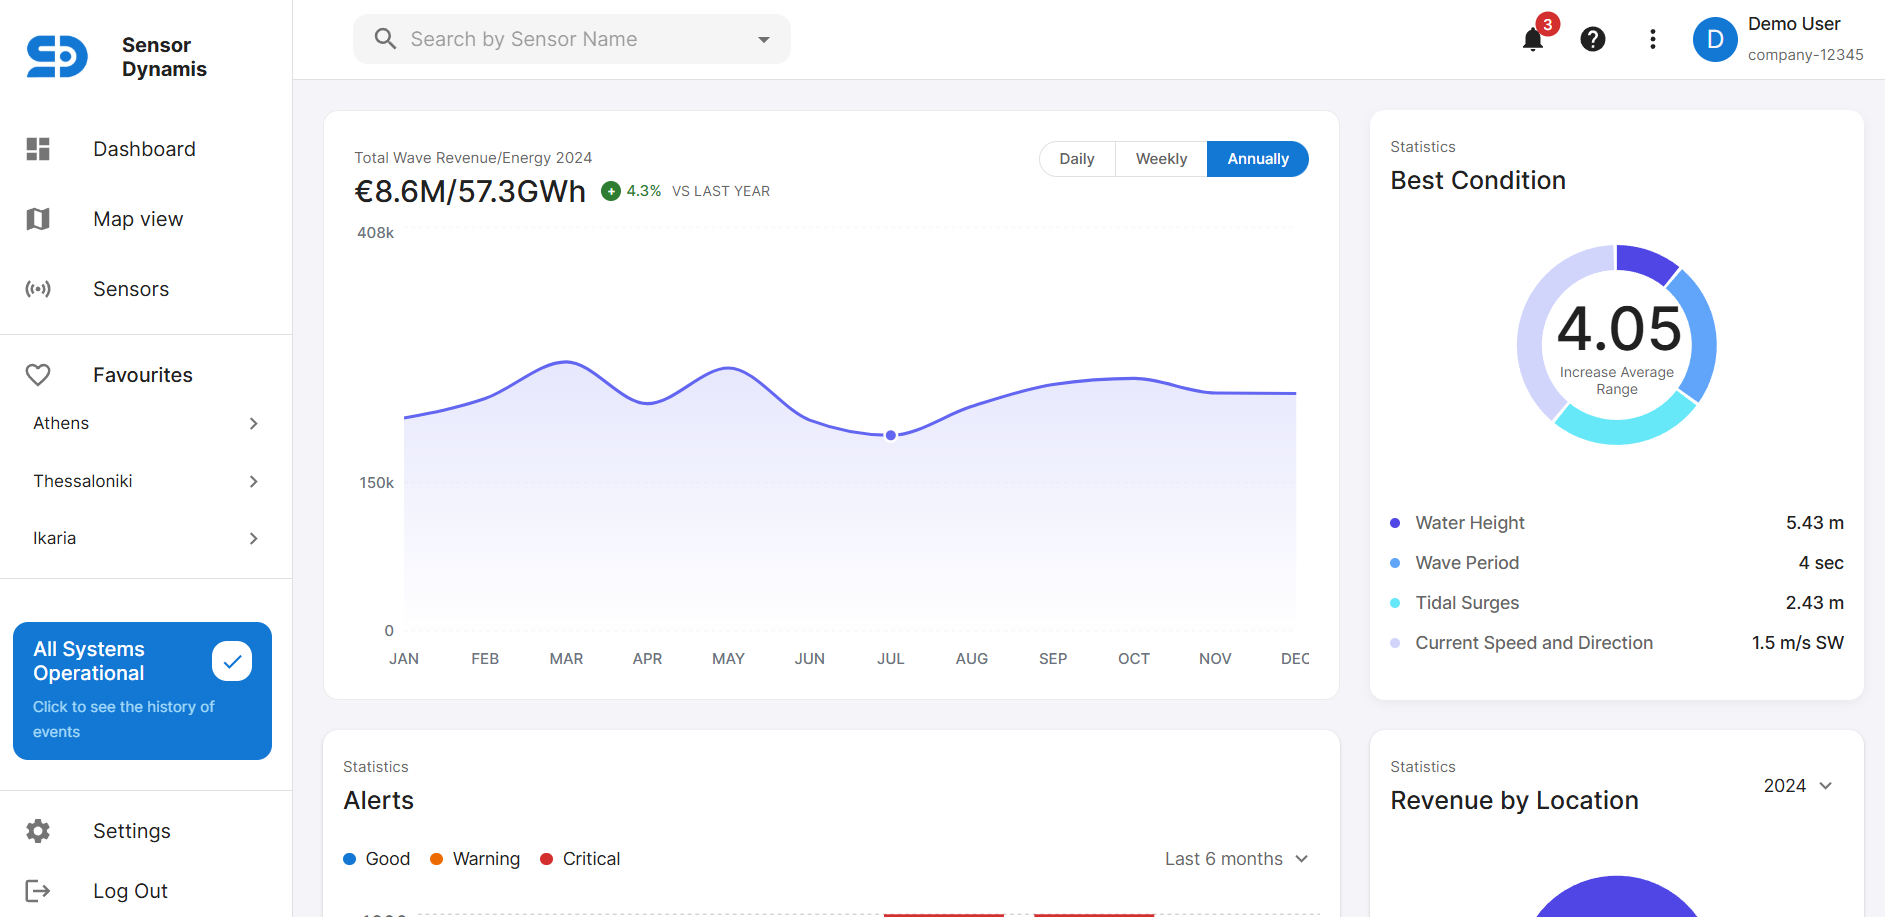 Sensor
Dynamis
Dashboard
Map view
Sensors
Favourites
Athens
Thessaloniki
Ikaria
All Systems
Operational
Click to see the history of
events
Settings
Log Out
Search by Sensor Name
3
D
Demo User
company-12345
Total Wave Revenue/Energy 2024
€8.6M/57.3GWh 4.3% VS LAST YEAR
Daily Weekly Annually
408k
150k
0
JAN FEB MAR APR MAY JUN JUL AUG SEP OCT NOV DEC
Statistics
Best Condition
4.05
Increase Average
Range
Water Height 5.43 m
Wave Period 4 sec
Tidal Surges 2.43 m
Current Speed and Direction 1.5 m/s SW
Statistics
Alerts
Good Warning Critical
Last 6 months
Statistics
Revenue by Location
2024